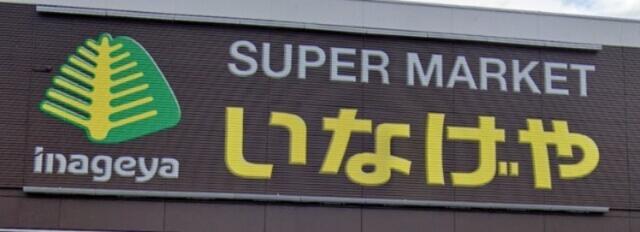 SUPER MARKET
いなげや
inageya